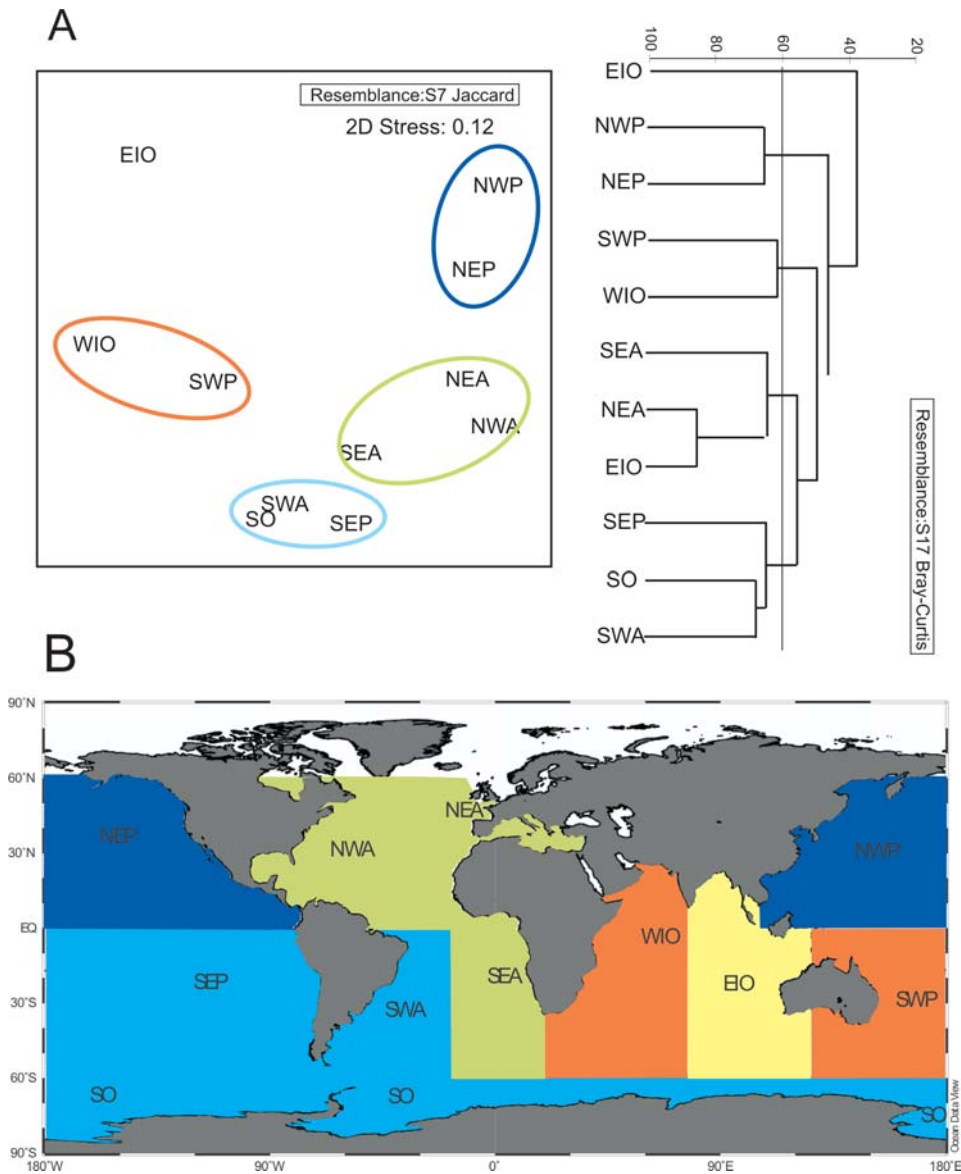 A
Resemblance:S7 Jaccard
2D Stress: 0.12
EIO
NWP
NEP
WIO
SWP
NEA
NWA
SEA
SWA
SO
SEP
100 80 60 40 20
EIO
NWP
NEP
SWP
WIO
SEA
NEA
EIO
SEP
SO
SWA
Resemblance:S17 Bray-Curtis
B
90°N
60°N
30°N
EQ
30°S
60°S
90°S
180°W 90°W 0° 90°E 180°E
NEP
NWA
NEA
NWP
SEP
SWA
SEA
WIO
EIO
SWP
SO
SO
SO
Ocean Data View